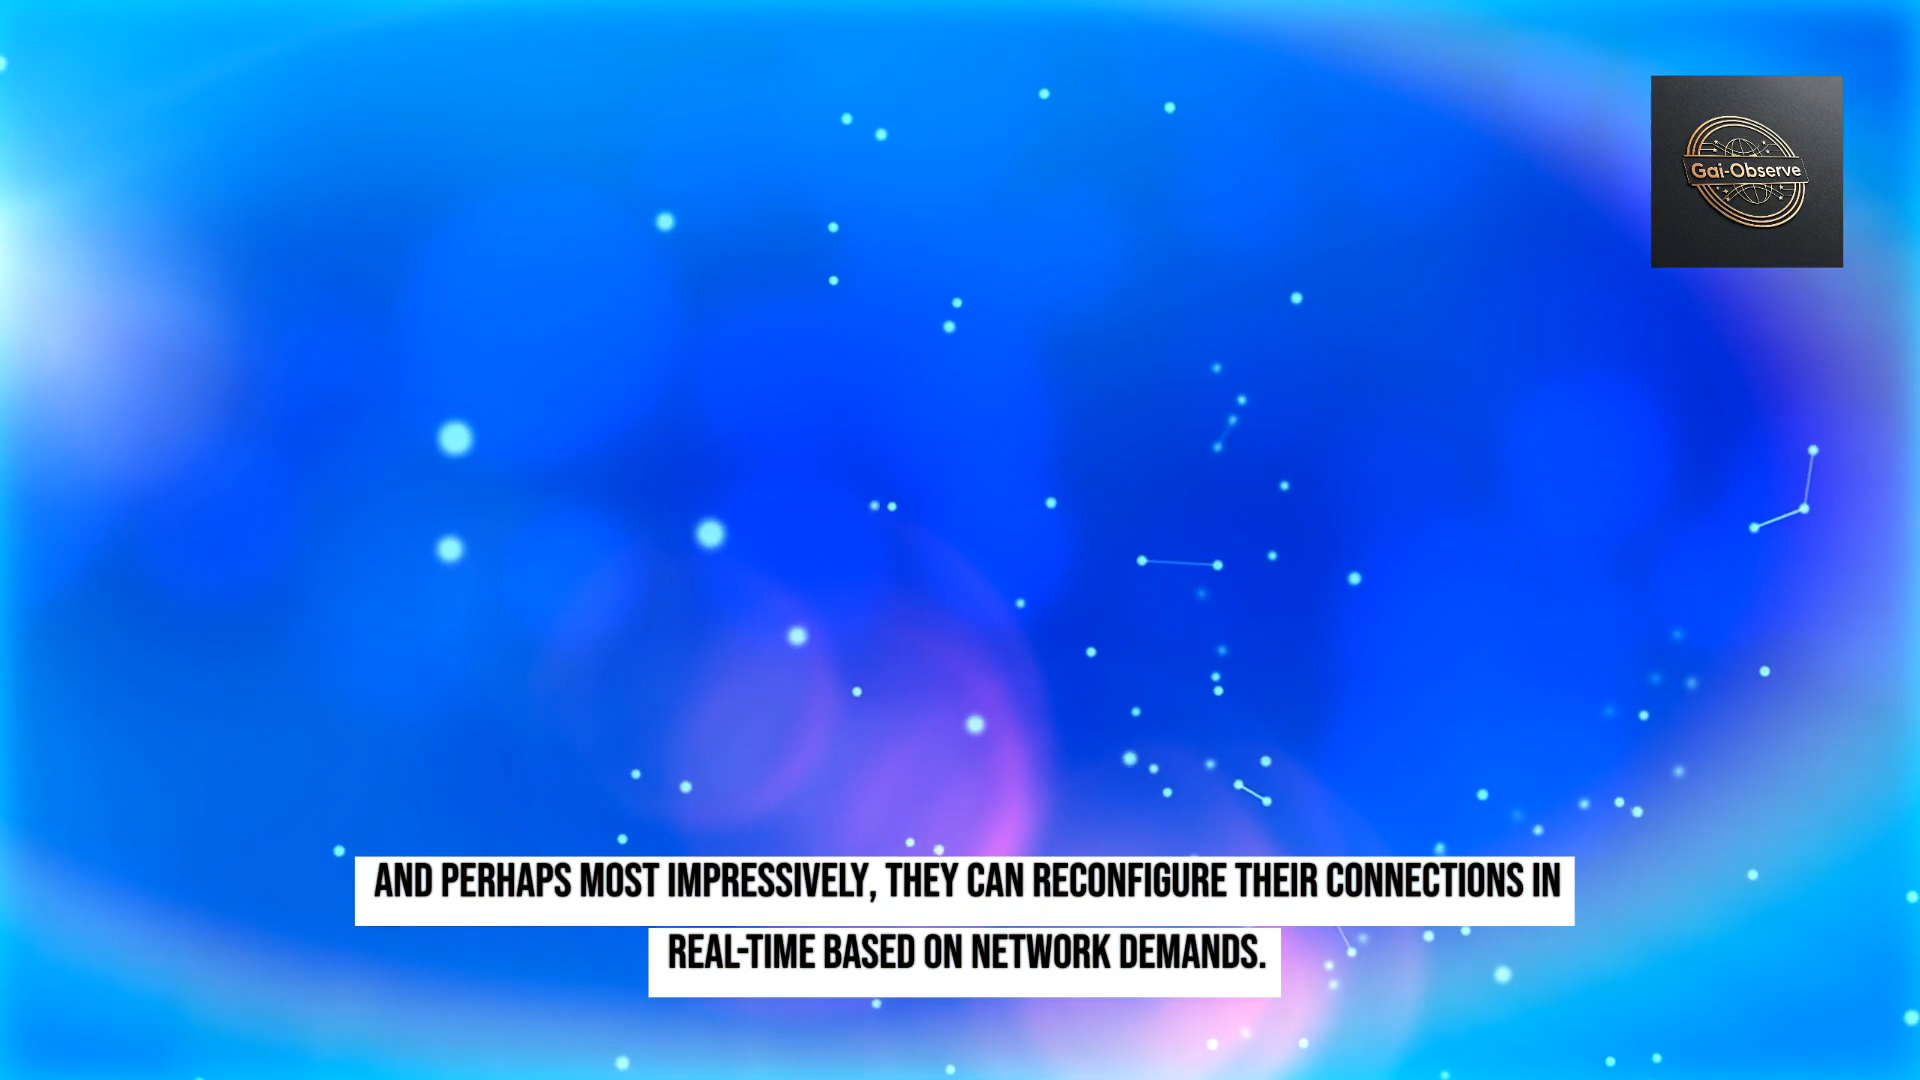 Gai-Observe
AND PERHAPS MOST IMPRESSIVELY, THEY CAN RECONFIGURE THEIR CONNECTIONS IN
REAL-TIME BASED ON NETWORK DEMANDS.